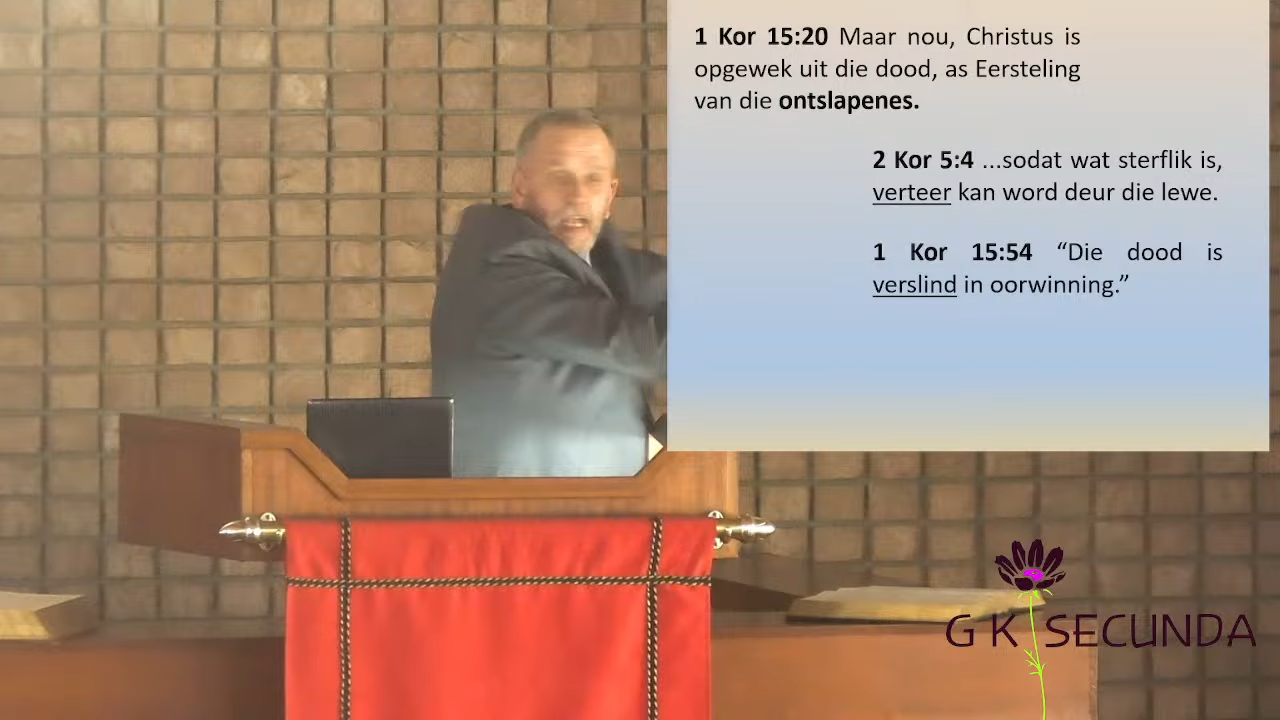 1 Kor 15:20 Maar nou, Christus is
opgewek uit die dood, as Eersteling
van die ontslapenes.
2 Kor 5:4 ...sodat wat sterflik is,
verteer kan word deur die lewe.
1 Kor 15:54 “Die dood is
verslind in oorwinning.”
G K SECUNDA